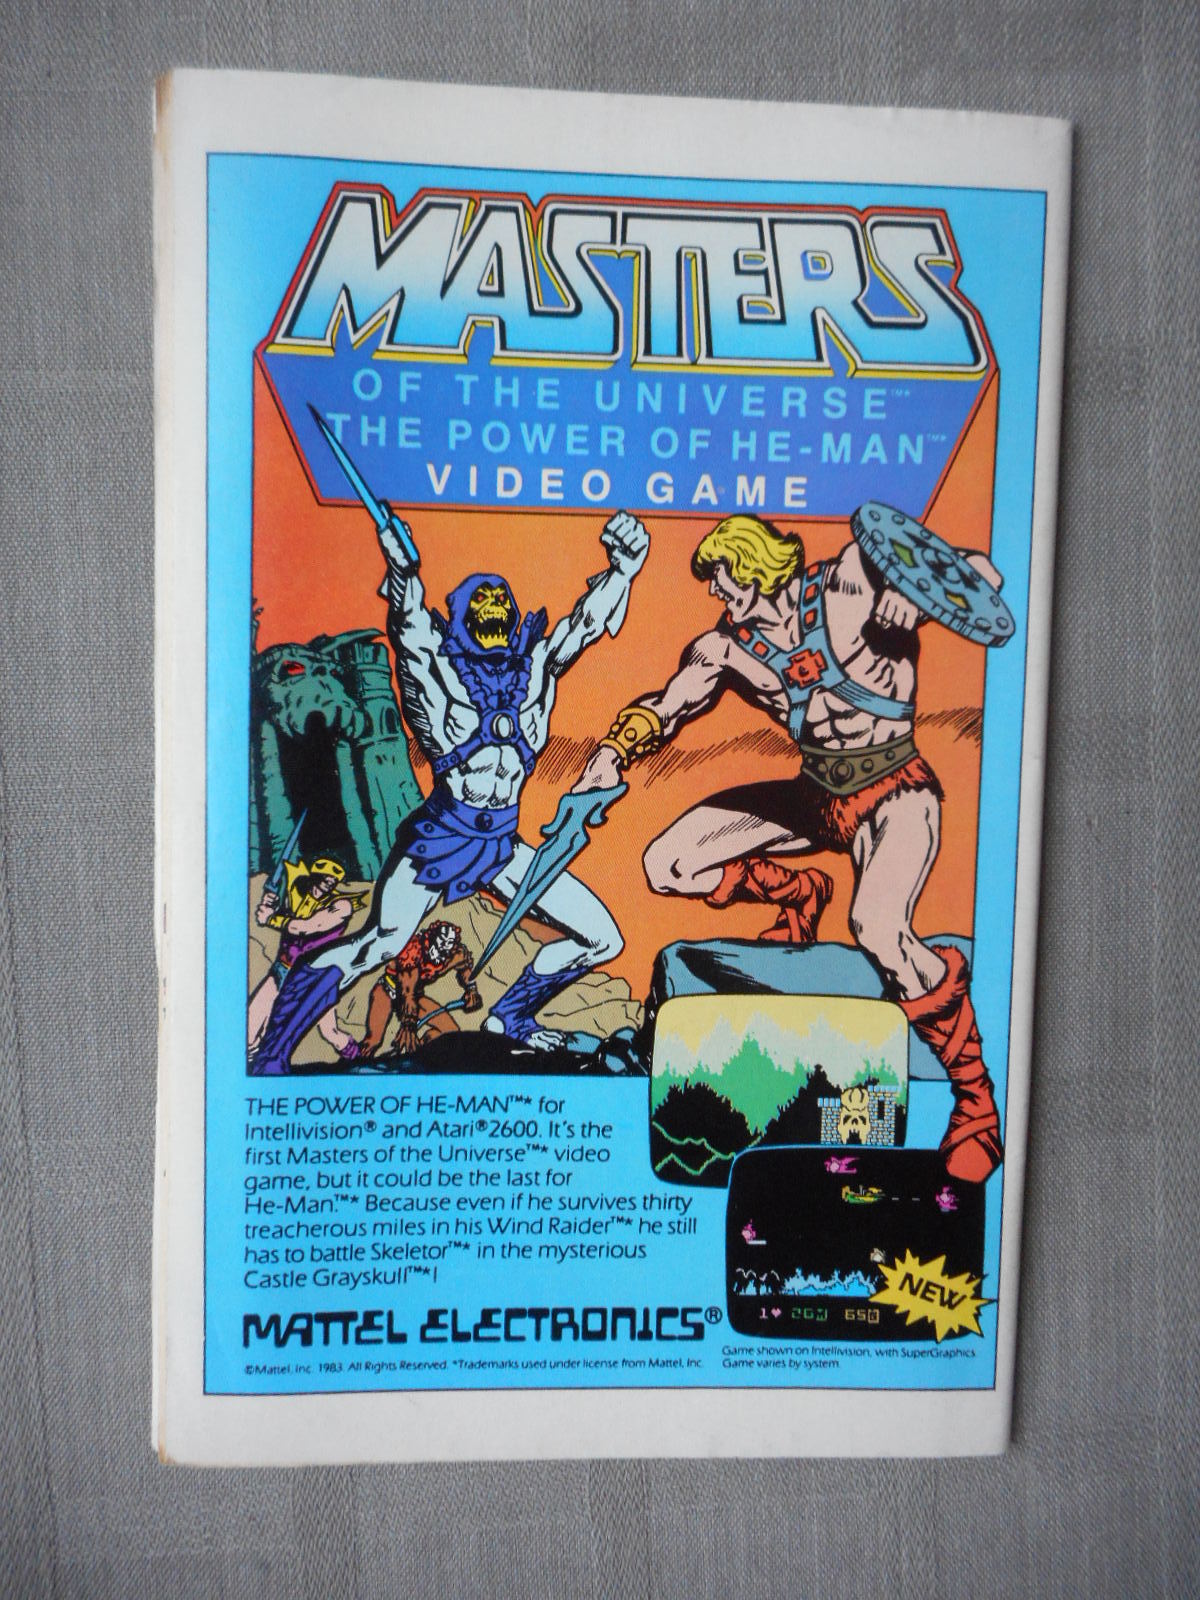 MASTERS
OF THE UNIVERSE™*
THE POWER OF HE-MAN™*
VIDEO GAME
THE POWER OF HE-MAN™* for
Intellivision® and Atari®2600. It's the
first Masters of the Universe™* video
game, but it could be the last for
He-Man.™* Because even if he survives thirty
treacherous miles in his Wind Raider™* he still
has to battle Skeletor™* in the mysterious
Castle Grayskull™*!
MATTEL ELECTRONICS®
©Mattel, Inc. 1983. All Rights Reserved. *Trademarks used under license from Mattel, Inc.
NEW
Game shown on Intellivision, with SuperGraphics.
Game varies by system.